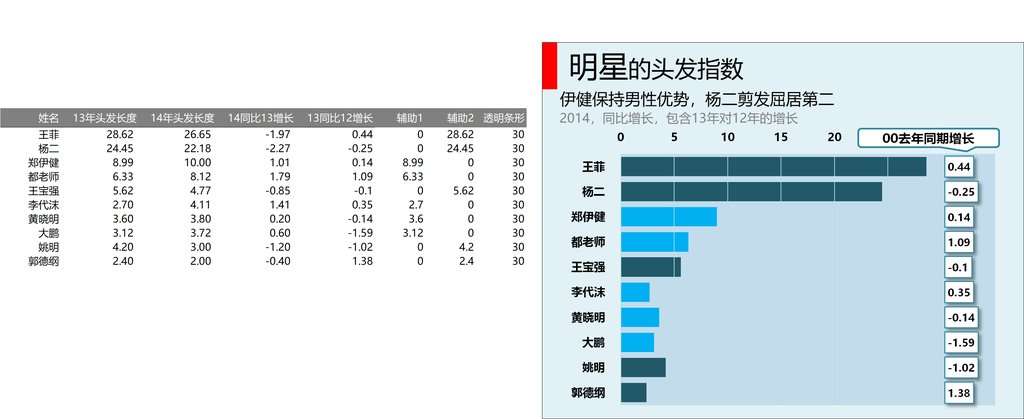 姓名 13年头发长度 14年头发长度 14同比13增长 13同比12增长 辅助1 辅助2 透明条形
王菲 28.62 26.65 -1.97 0.44 0 28.62 30
杨二 24.45 22.18 -2.27 -0.25 0 24.45 30
郑伊健 8.99 10.00 1.01 0.14 8.99 0 30
都老师 6.33 8.12 1.79 1.09 6.33 0 30
王宝强 5.62 4.77 -0.85 -0.1 0 5.62 30
李代沫 2.70 4.11 1.41 0.35 2.7 0 30
黄晓明 3.60 3.80 0.20 -0.14 3.6 0 30
大鹏 3.12 3.72 0.60 -1.59 3.12 0 30
姚明 4.20 3.00 -1.20 -1.02 0 4.2 30
郭德纲 2.40 2.00 -0.40 1.38 0 2.4 30
明星的头发指数
伊健保持男性优势，杨二剪发屈居第二
2014，同比增长，包含13年对12年的增长
0 5 10 15 20 00去年同期增长
王菲 0.44
杨二 -0.25
郑伊健 0.14
都老师 1.09
王宝强 -0.1
李代沫 0.35
黄晓明 -0.14
大鹏 -1.59
姚明 -1.02
郭德纲 1.38